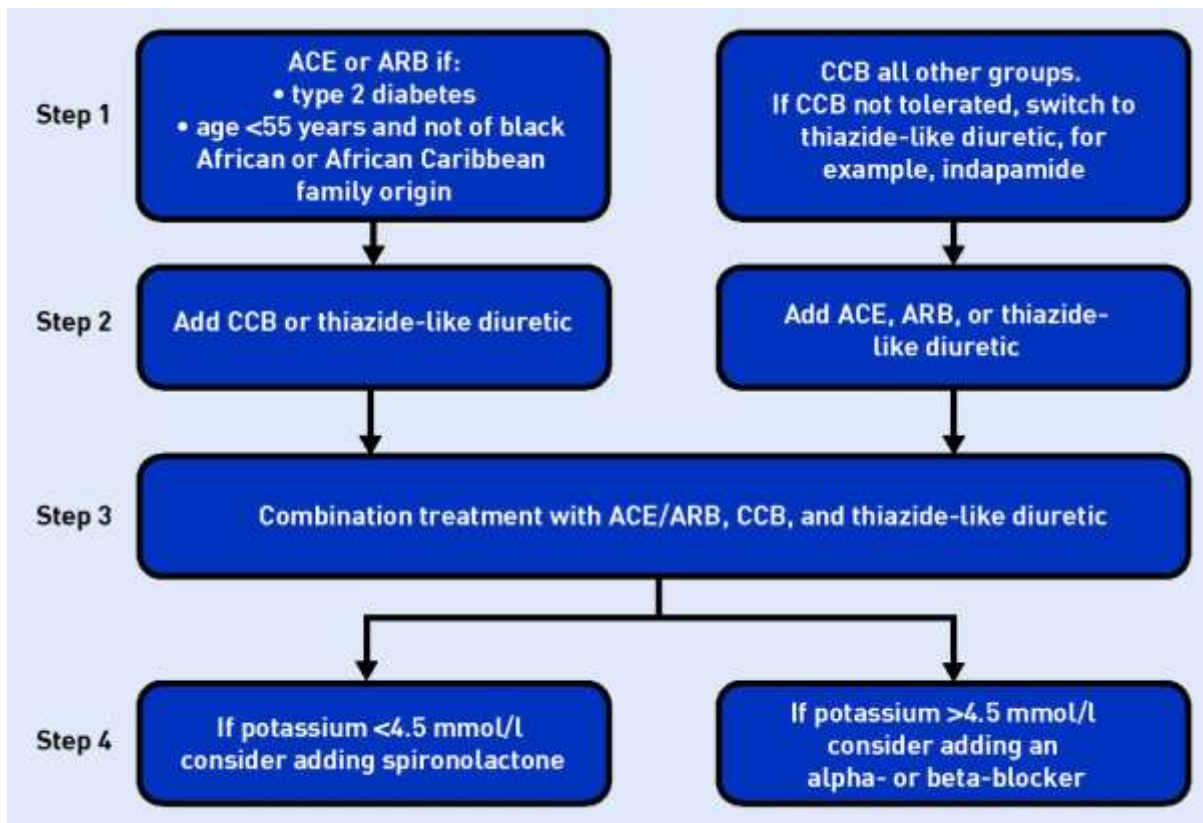 Step 1
ACE or ARB if:
• type 2 diabetes
• age <55 years and not of black
African or African Caribbean
family origin
CCB all other groups.
If CCB not tolerated, switch to
thiazide-like diuretic, for
example, indapamide
Step 2
Add CCB or thiazide-like diuretic
Add ACE, ARB, or thiazide-
like diuretic
Step 3
Combination treatment with ACE/ARB, CCB, and thiazide-like diuretic
Step 4
If potassium <4.5 mmol/l
consider adding spironolactone
If potassium >4.5 mmol/l
consider adding an
alpha- or beta-blocker